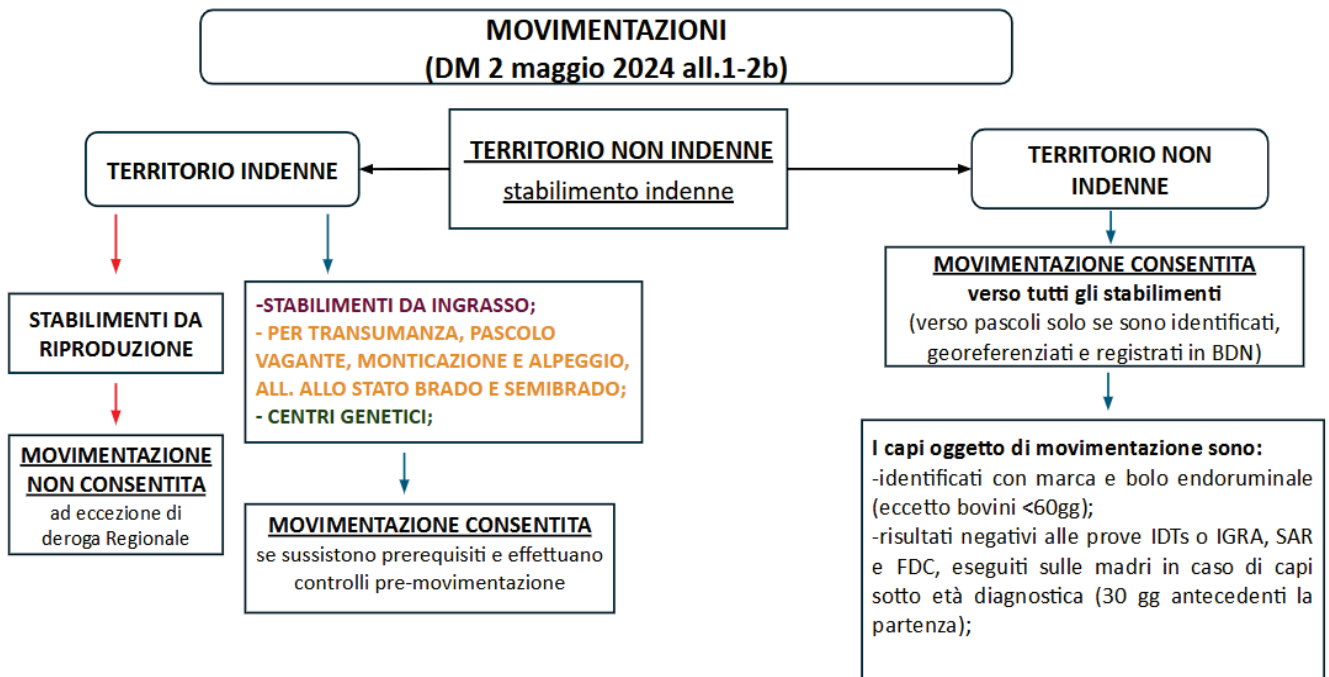 MOVIMENTAZIONI
(DM 2 maggio 2024 all.1-2b)
TERRITORIO INDENNE
TERRITORIO NON INDENNE
stabilimento indenne
TERRITORIO NON
INDENNE
STABILIMENTI DA
RIPRODUZIONE
MOVIMENTAZIONE
NON CONSENTITA
ad eccezione di
deroga Regionale
-STABILIMENTI DA INGRASSO;
- PER TRANSUMANZA, PASCOLO
VAGANTE, MONTICAZIONE E ALPEGGIO,
ALL. ALLO STATO BRADO E SEMIBRADO;
- CENTRI GENETICI;
MOVIMENTAZIONE CONSENTITA
se sussistono prerequisiti e effettuano
controlli pre-movimentazione
MOVIMENTAZIONE CONSENTITA
verso tutti gli stabilimenti
(verso pascoli solo se sono identificati,
georeferenziati e registrati in BDN)
I capi oggetto di movimentazione sono:
-identificati con marca e bolo endoruminale
(eccetto bovini <60gg);
-risultati negativi alle prove IDTs o IGRA, SAR
e FDC, eseguiti sulle madri in caso di capi
sotto età diagnostica (30 gg antecedenti la
partenza);